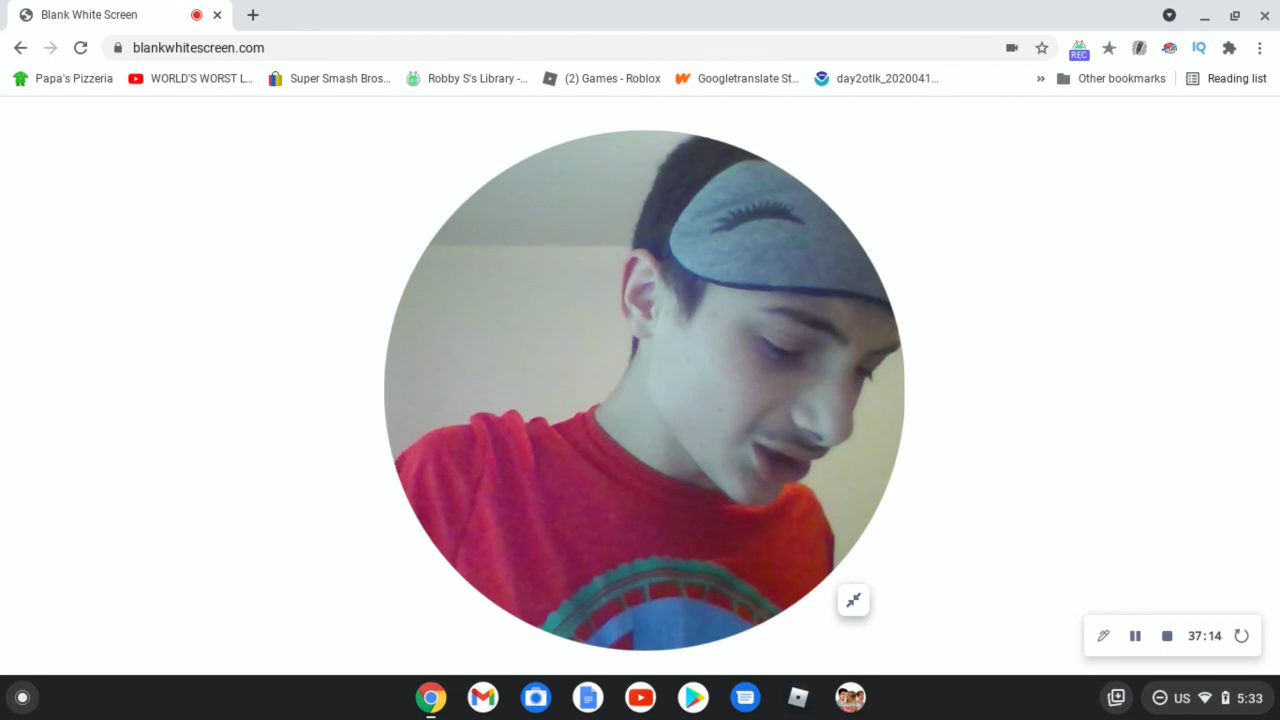 Blank White Screen
blankwhitescreen.com
REC
IQ
Papa's Pizzeria WORLD'S WORST L... Super Smash Bros... Robby S's Library -... (2) Games - Roblox Googletranslate St... day2otlk_2020041... » Other bookmarks Reading list
37:14
US 5:33